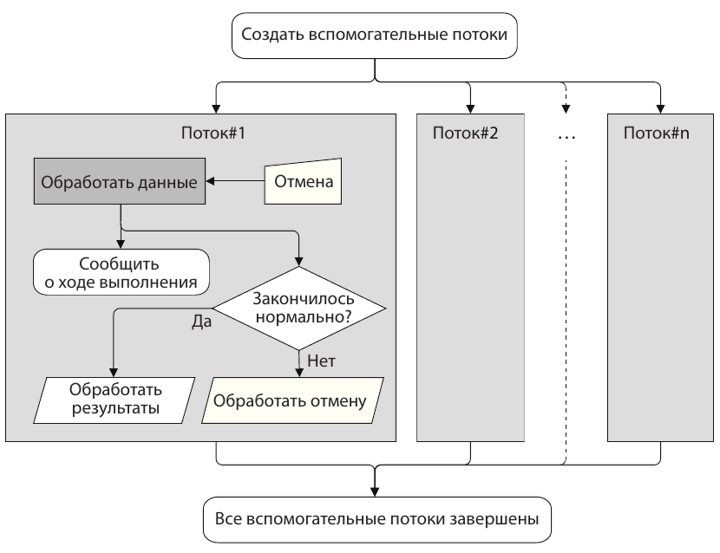 Создать вспомогательные потоки
Поток#1
Поток#2
...
Поток#n
Обработать данные
Отмена
Сообщить
о ходе выполнения
Закончилось
нормально?
Да
Нет
Обработать
результаты
Обработать отмену
Все вспомогательные потоки завершены